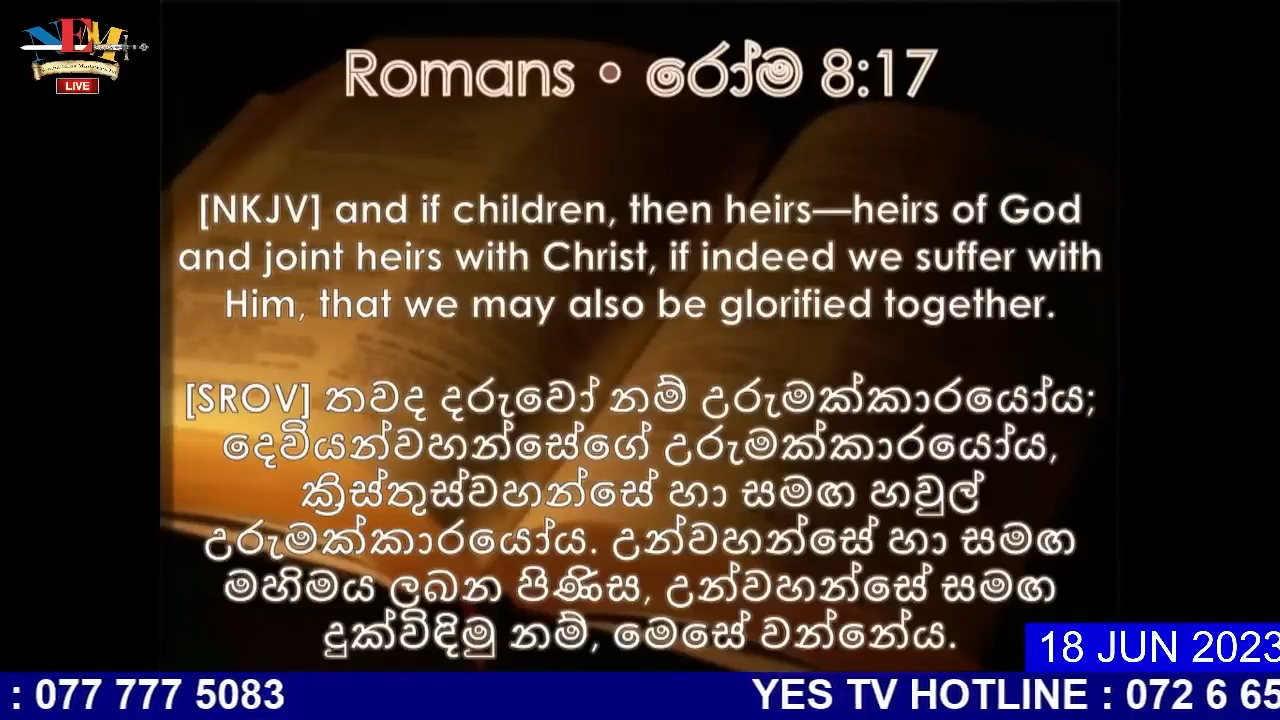 NEM
LIVE
Romans • රෝම 8:17
[NKJV] and if children, then heirs—heirs of God
and joint heirs with Christ, if indeed we suffer with
Him, that we may also be glorified together.
[SROV] තවද දරුවෝ නම් උරුමක්කාරයෝය;
දෙවියන්වහන්සේගේ උරුමක්කාරයෝය,
ක්‍රිස්තුස්වහන්සේ හා සමඟ හවුල්
උරුමක්කාරයෝය. උන්වහන්සේ හා සමඟ
මහිමය ලබන පිණිස, උන්වහන්සේ සමඟ
දුක්විඳිමු නම්, මෙසේ වන්නේය.
18 JUN 2023
: 077 777 5083 YES TV HOTLINE : 072 6 65